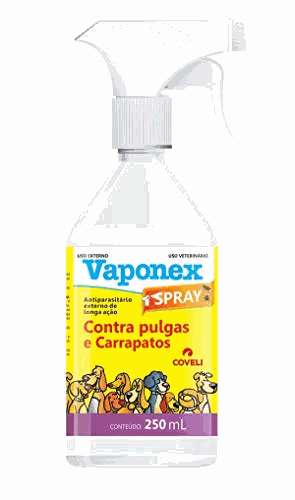 USO EXTERNO
USO VETERINÁRIO
Vaponex
SPRAY
Antiparasitário
externo de
longa ação
Contra pulgas
e Carrapatos
COVELI
CONTEÚDO: 250 mL